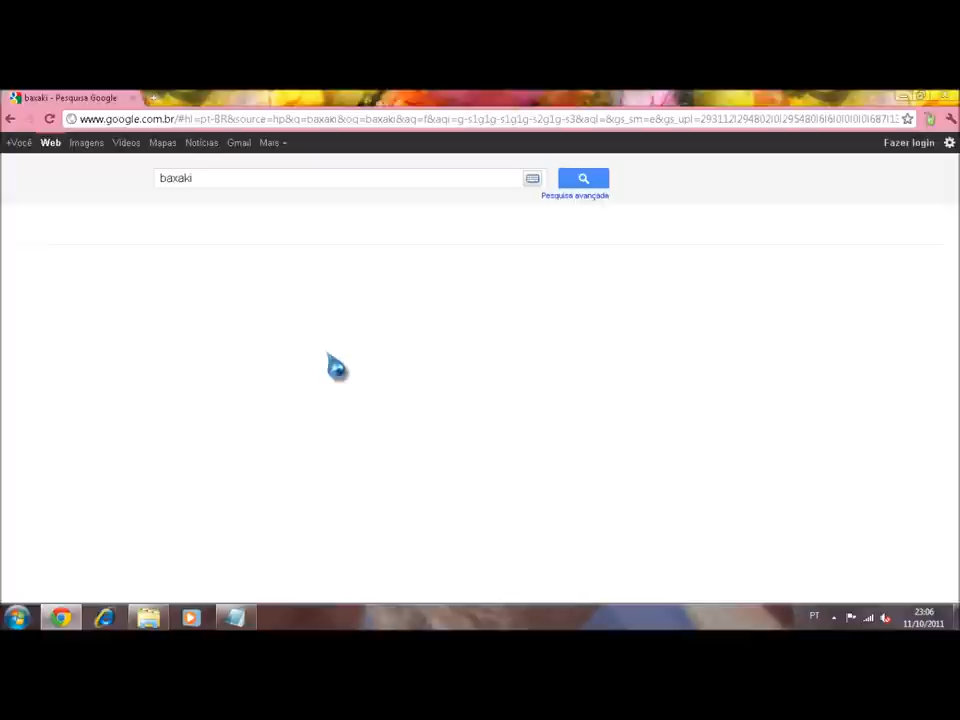 baxaki - Pesquisa Google
www.google.com.br/#hl=pt-BR&source=hp&q=baxaki&oq=baxaki&aq=f&aqi=g-s1g1g-s1g1g-s2g1g-s3&aql=&gs_sm=e&gs_upl=
+Você Web Imagens Vídeos Mapas Notícias Gmail Mais Fazer login
baxaki
Pesquisa avançada
PT
23:06
11/10/2011